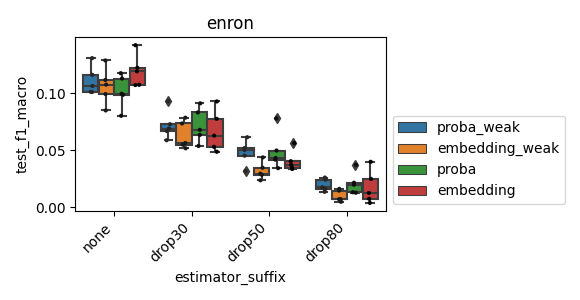 enron
test_f1_macro
0.10
0.05
0.00
none
drop30
drop50
drop80
estimator_suffix
proba_weak
embedding_weak
proba
embedding